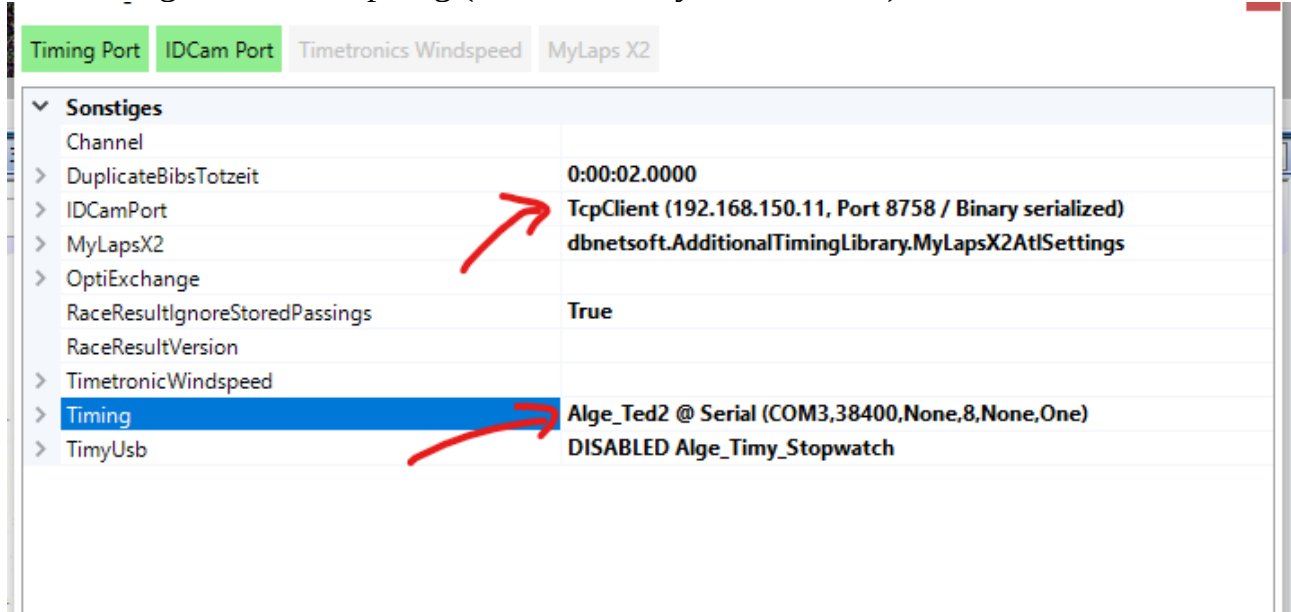 Timing Port IDCam Port Timetronics Windspeed MyLaps X2
Sonstiges
Channel
DuplicateBibsTotzeit 0:00:02.0000
IDCamPort TcpClient (192.168.150.11, Port 8758 / Binary serialized)
MyLapsX2 dbnetsoft.AdditionalTimingLibrary.MyLapsX2AtlSettings
OptiExchange
RaceResultIgnoreStoredPassings True
RaceResultVersion
TimetronicWindspeed
Timing Alge_Ted2 @ Serial (COM3,38400,None,8,None,One)
TimyUsb DISABLED Alge_Timy_Stopwatch